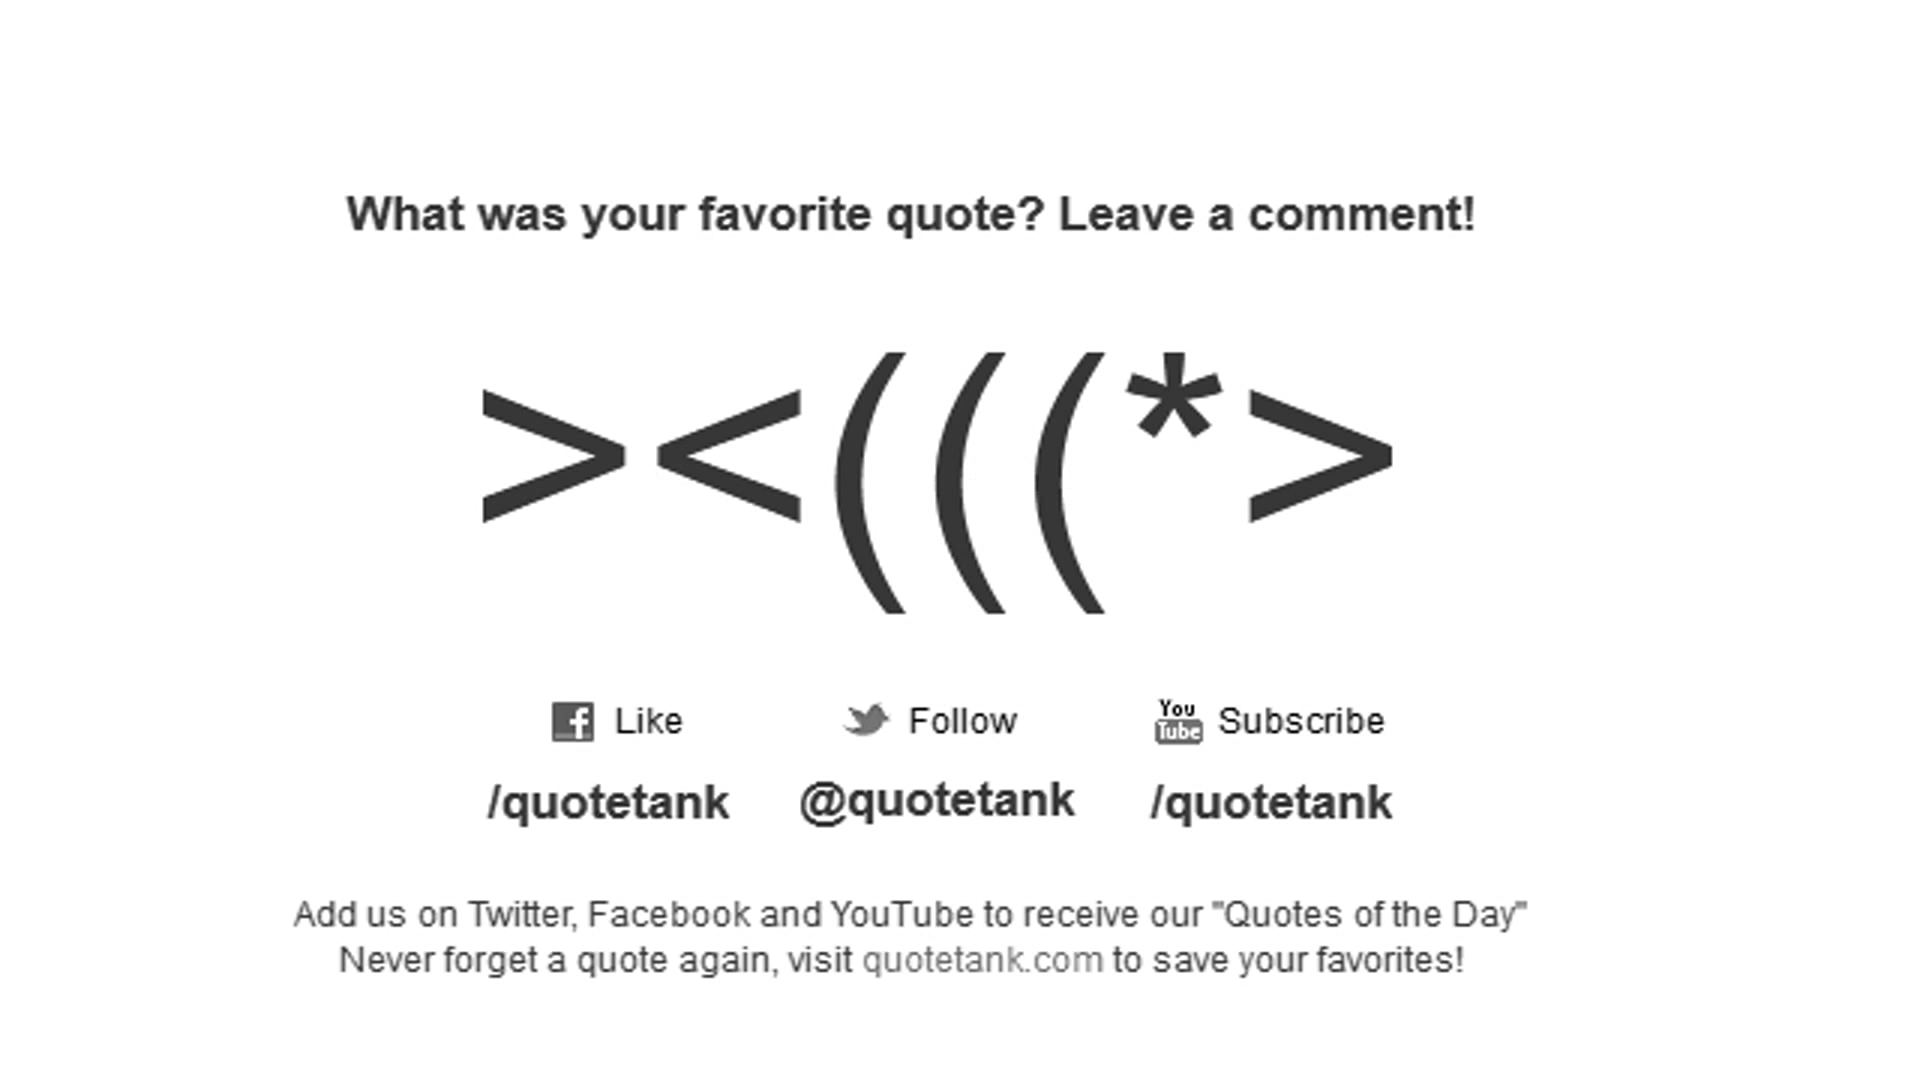 What was your favorite quote? Leave a comment!
><(((*>
f Like Follow You Tube Subscribe
/quotetank @quotetank /quotetank
Add us on Twitter, Facebook and YouTube to receive our "Quotes of the Day"
Never forget a quote again, visit quotetank.com to save your favorites!